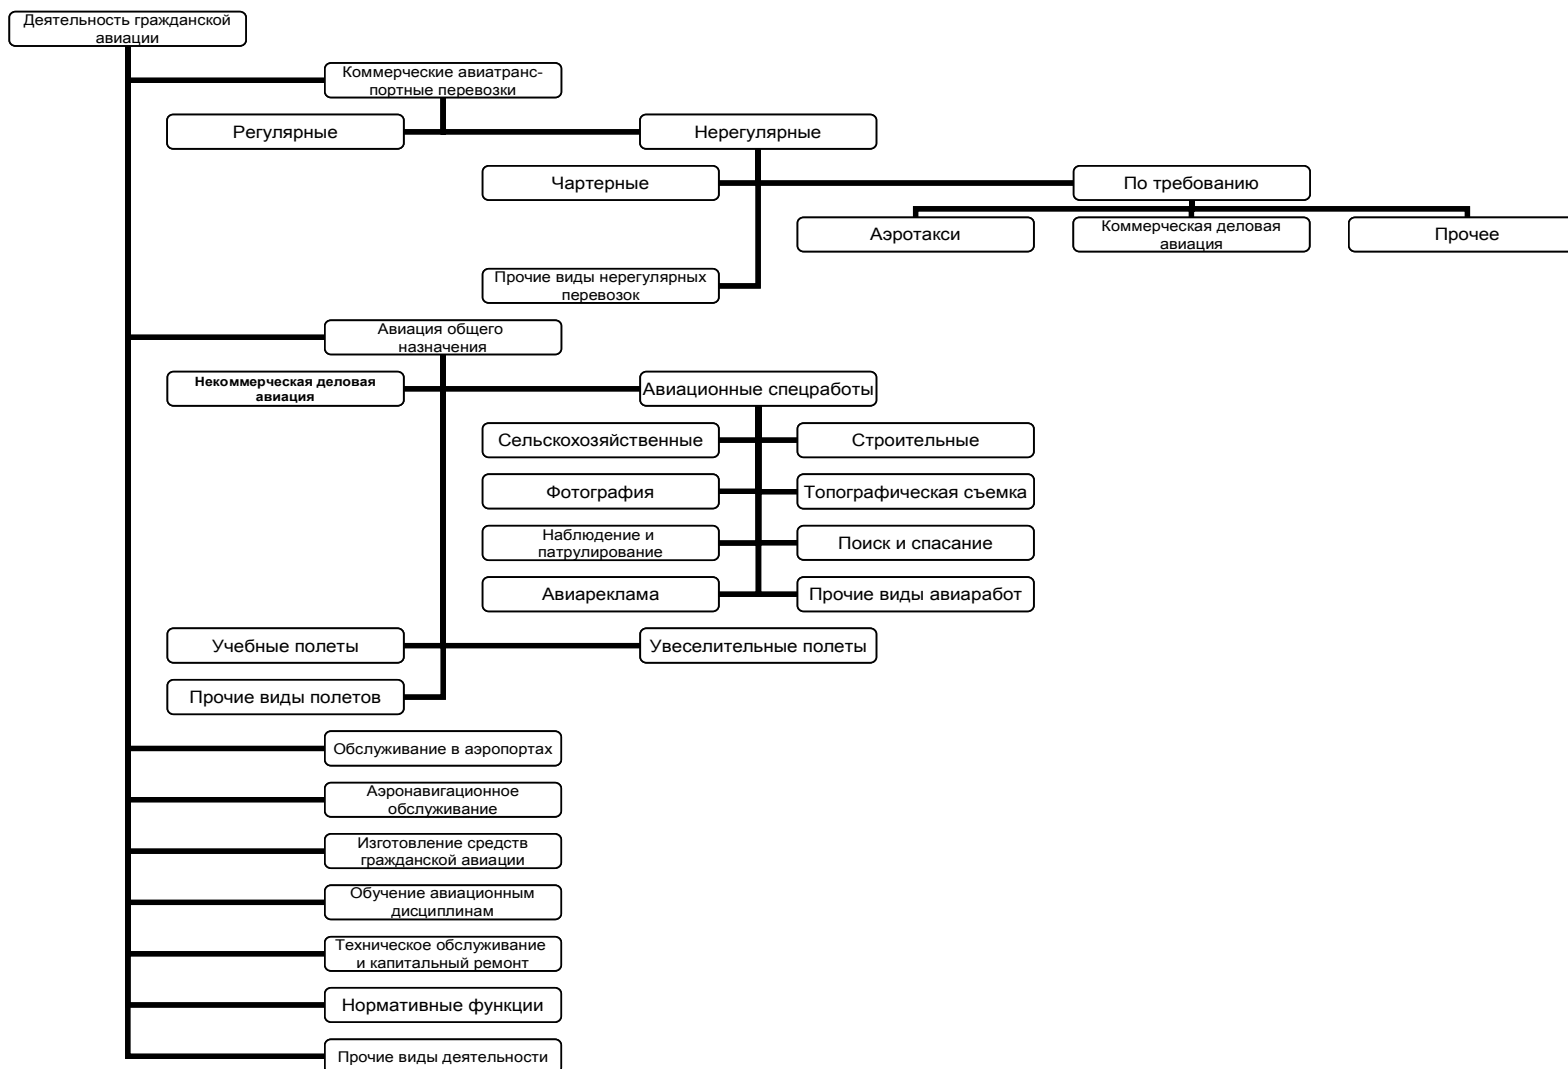 Деятельность гражданской
авиации
Коммерческие авиатранс-
портные перевозки
Регулярные
Нерегулярные
Чартерные
По требованию
Аэротакси
Коммерческая деловая
авиация
Прочее
Прочие виды нерегулярных
перевозок
Авиация общего
назначения
Некоммерческая деловая
авиация
Авиационные спецработы
Сельскохозяйственные
Строительные
Фотография
Топографическая съемка
Наблюдение и
патрулирование
Поиск и спасание
Авиареклама
Прочие виды авиаработ
Учебные полеты
Увеселительные полеты
Прочие виды полетов
Обслуживание в аэропортах
Аэронавигационное
обслуживание
Изготовление средств
гражданской авиации
Обучение авиационным
дисциплинам
Техническое обслуживание
и капитальный ремонт
Нормативные функции
Прочие виды деятельности